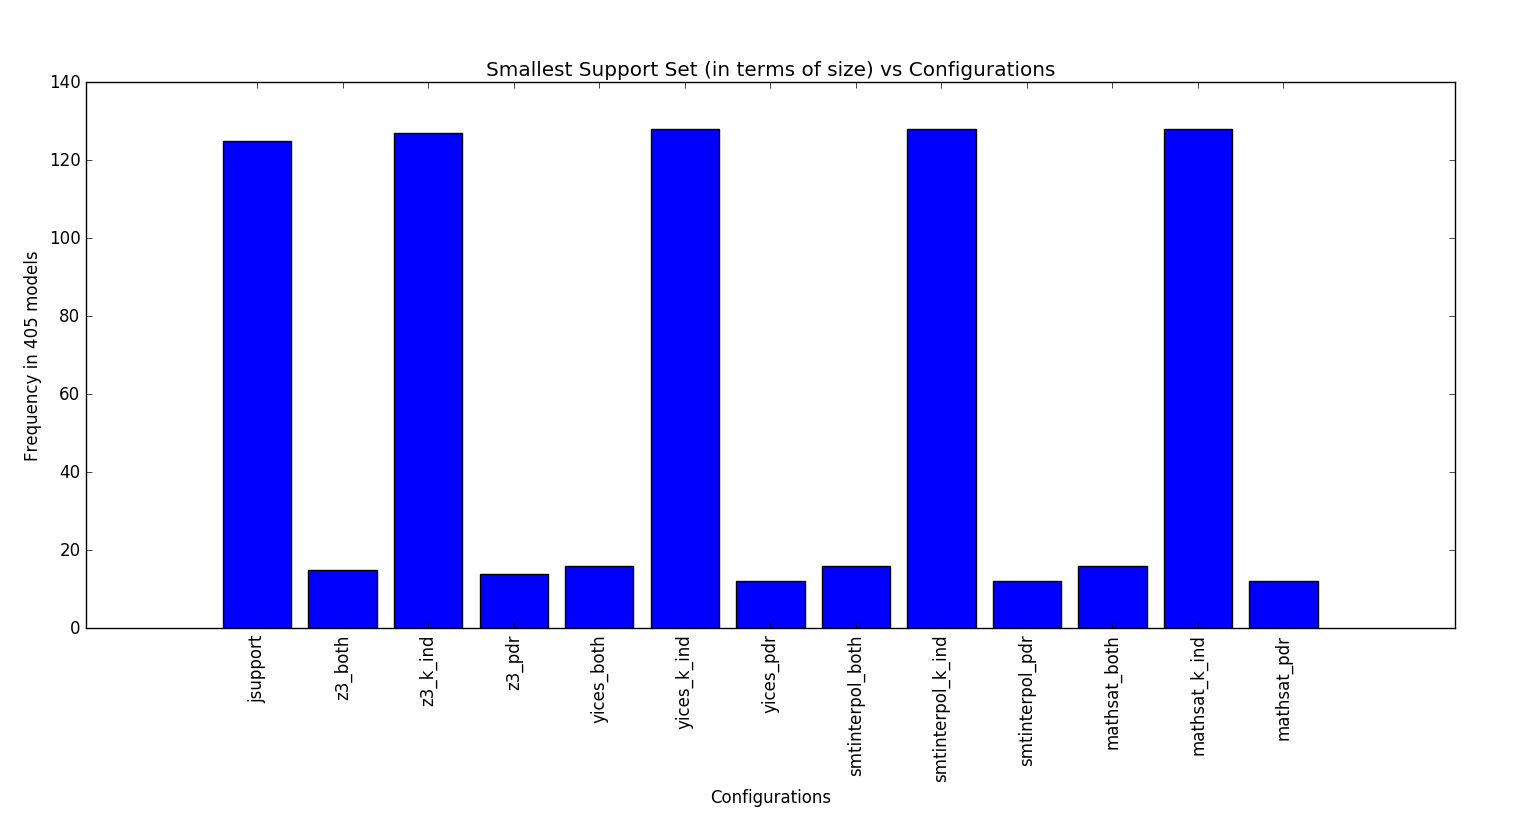 Smallest Support Set (in terms of size) vs Configurations
140
120
100
80
60
40
20
0
Frequency in 405 models
jsupport
z3_both
z3_k_ind
z3_pdr
yices_both
yices_k_ind
yices_pdr
smtinterpol_both
smtinterpol_k_ind
smtinterpol_pdr
mathsat_both
mathsat_k_ind
mathsat_pdr
Configurations